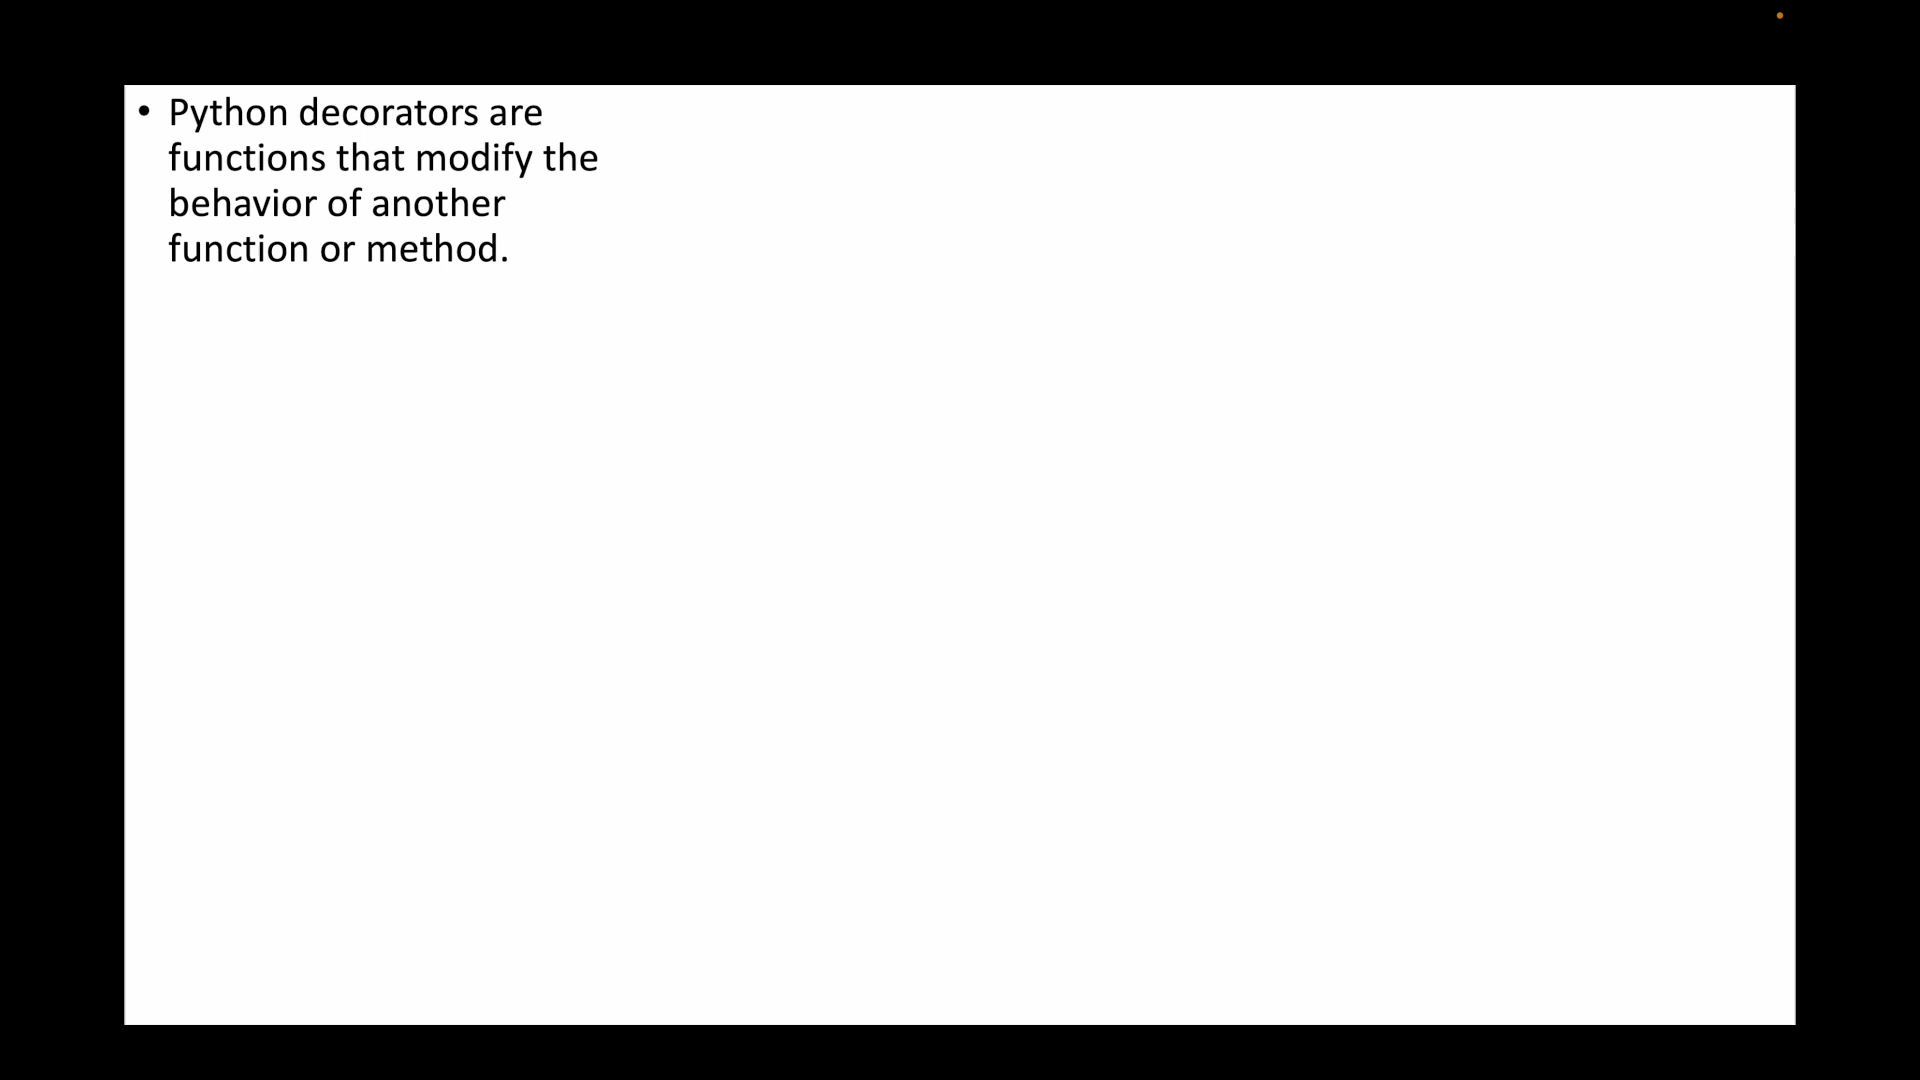 • Python decorators are
functions that modify the
behavior of another
function or method.